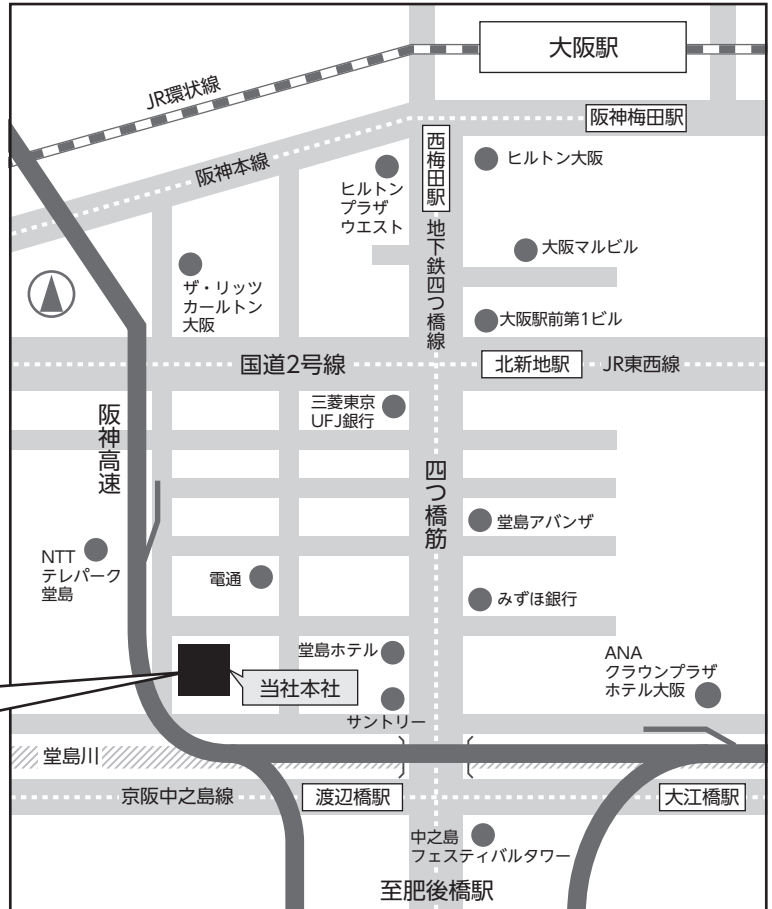 大阪駅
JR環状線
阪神梅田駅
阪神本線
西梅田駅
ヒルトン大阪
ヒルトン
プラザ
ウエスト
地下鉄四つ橋線
大阪マルビル
ザ・リッツ
カールトン
大阪
大阪駅前第1ビル
国道2号線
北新地駅
JR東西線
阪神高速
三菱東京
UFJ銀行
四つ橋筋
堂島アバンザ
NTT
テレパーク
堂島
電通
みずほ銀行
堂島ホテル
ANA
クラウンプラザ
ホテル大阪
当社本社
サントリー
堂島川
京阪中之島線
渡辺橋駅
大江橋駅
中之島
フェスティバルタワー
至肥後橋駅